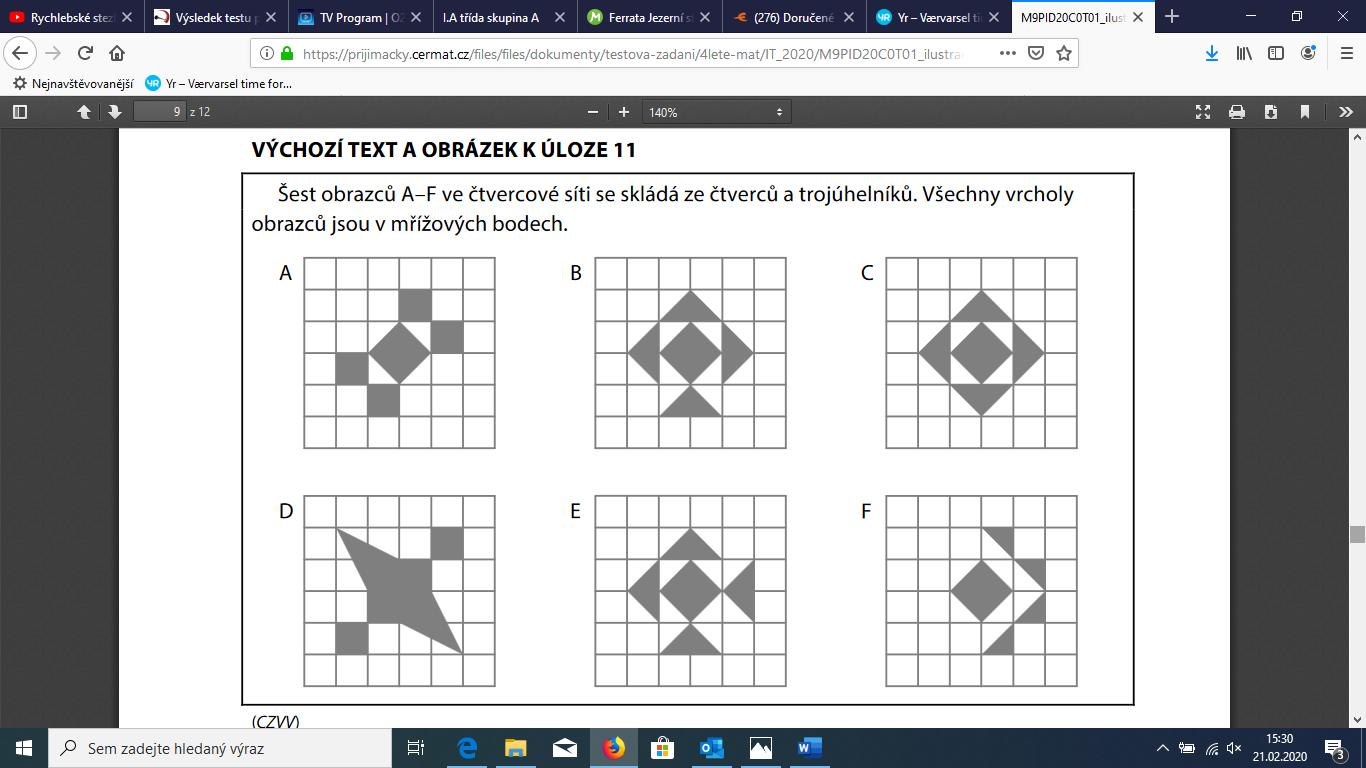 Rychlebské stezk
Výsledek testu p
TV Program | O2
I.A třída skupina A
Ferrata Jezerní s
(276) Doručené
Yr – Værvarsel tim
M9PID20C0T01_ilust
https://prijimacky.cermat.cz/files/files/dokumenty/testova-zadani/4lete-mat/IT_2020/M9PID20C0T01_ilustra
Nejnavštěvovanější
Yr – Værvarsel time for...
9 z 12
140%
VÝCHOZÍ TEXT A OBRÁZEK K ÚLOZE 11
Šest obrazců A–F ve čtvercové síti se skládá ze čtverců a trojúhelníků. Všechny vrcholy
obrazců jsou v mřížových bodech.
A
B
C
D
E
F
(CZVV)
Sem zadejte hledaný výraz
15:30
21.02.2020
3